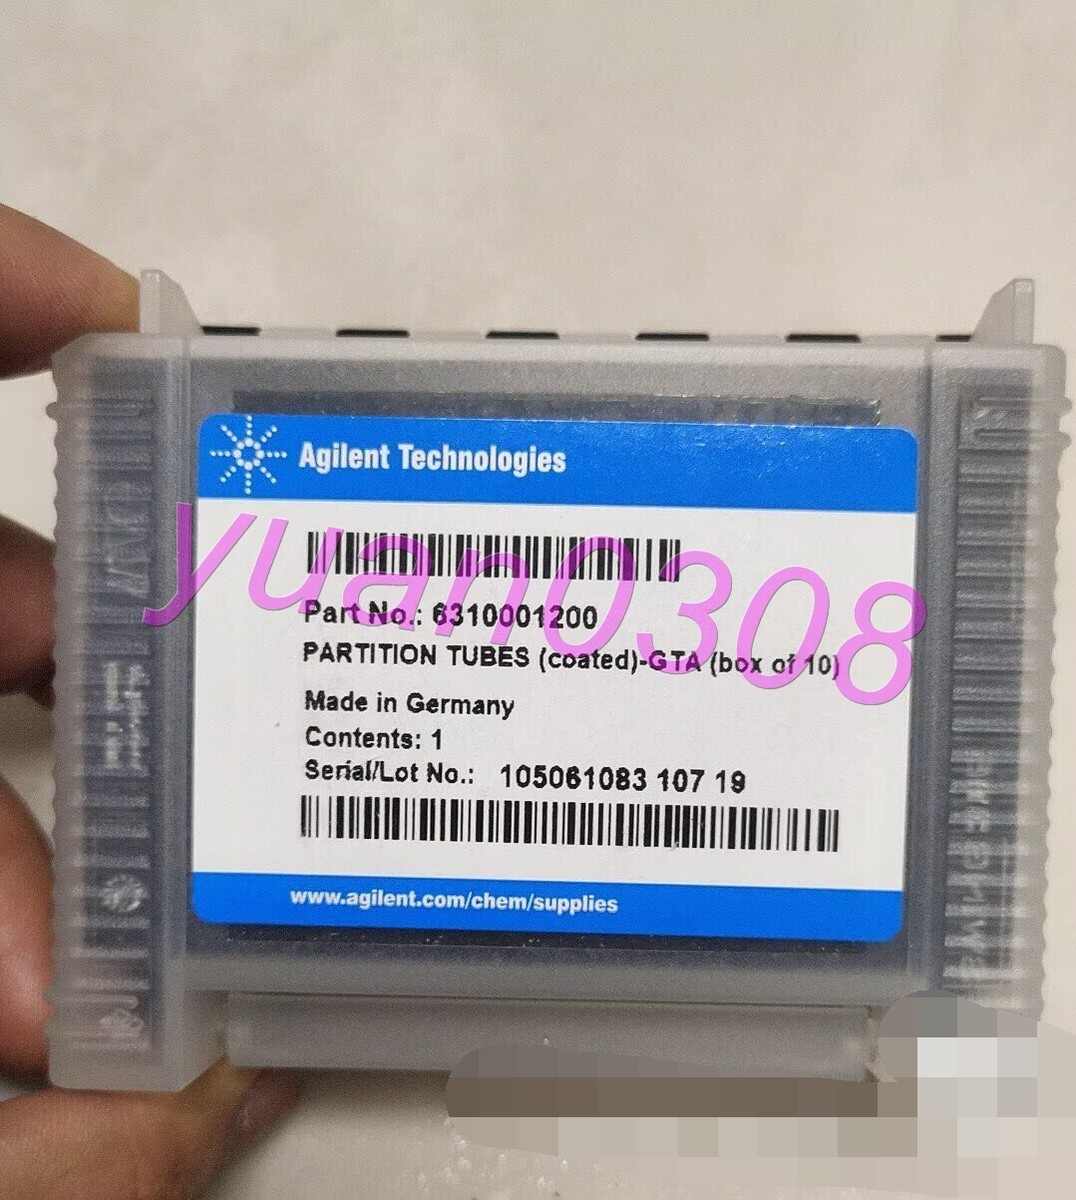 Agilent Technologies
yuan0308
Part No.: 6310001200
PARTITION TUBES (coated)-GTA (box of 10)
Made in Germany
Contents: 1
Serial/Lot No.: 105061083 107 19
www.agilent.com/chem/supplies